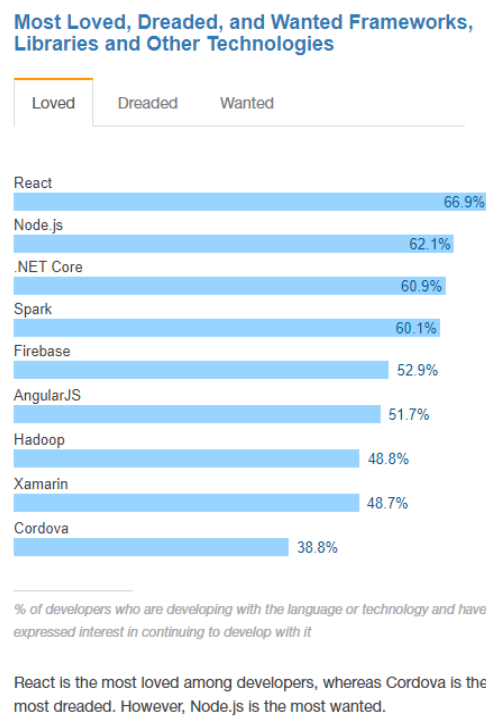 Most Loved, Dreaded, and Wanted Frameworks,
Libraries and Other Technologies
Loved Dreaded Wanted
React
66.9%
Node.js
62.1%
.NET Core
60.9%
Spark
60.1%
Firebase
52.9%
AngularJS
51.7%
Hadoop
48.8%
Xamarin
48.7%
Cordova
38.8%
% of developers who are developing with the language or technology and have
expressed interest in continuing to develop with it
React is the most loved among developers, whereas Cordova is the
most dreaded. However, Node.js is the most wanted.